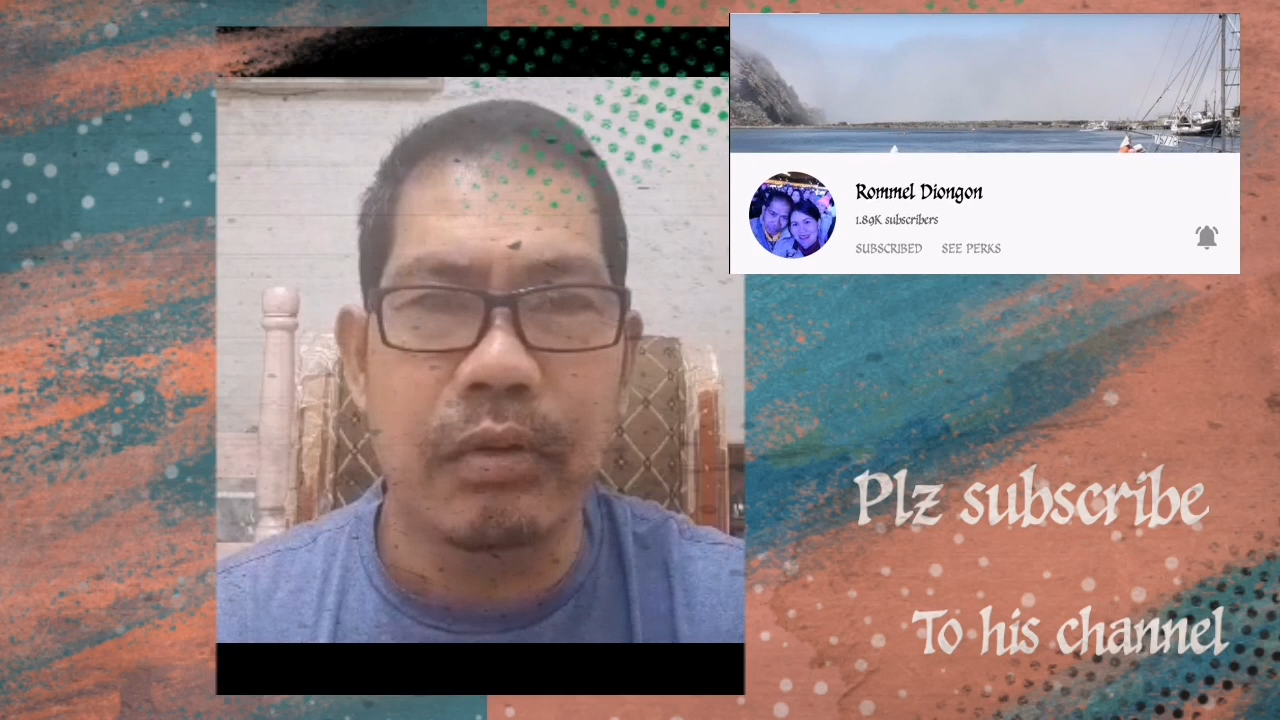 Rommel Diongon
1.89K subscribers
SUBSCRIBED SEE PERKS
Plz subscribe
To his channel